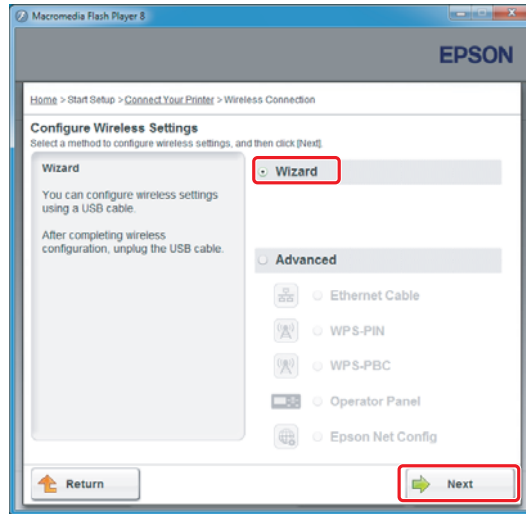 Macromedia Flash Player 8
EPSON
Home > Start Setup > Connect Your Printer > Wireless Connection
Configure Wireless Settings
Select a method to configure wireless settings, and then click [Next].
Wizard
You can configure wireless settings
using a USB cable.
After completing wireless
configuration, unplug the USB cable.
Wizard
Advanced
Ethernet Cable
WPS-PIN
WPS-PBC
Operator Panel
Epson Net Config
Return
Next